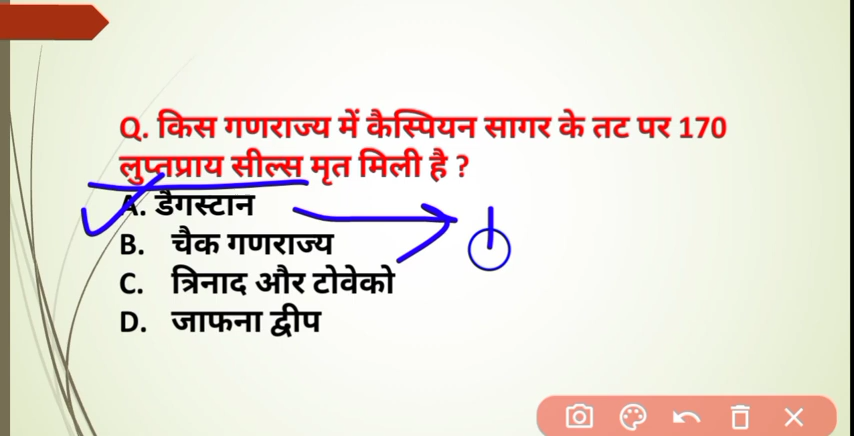 Q. किस गणराज्य में कैस्पियन सागर के तट पर 170
लुप्तप्राय सील्स मृत मिली है ?
A. डैगस्टान
B. चैक गणराज्य
C. त्रिनाद और टोवेको
D. जाफना द्वीप